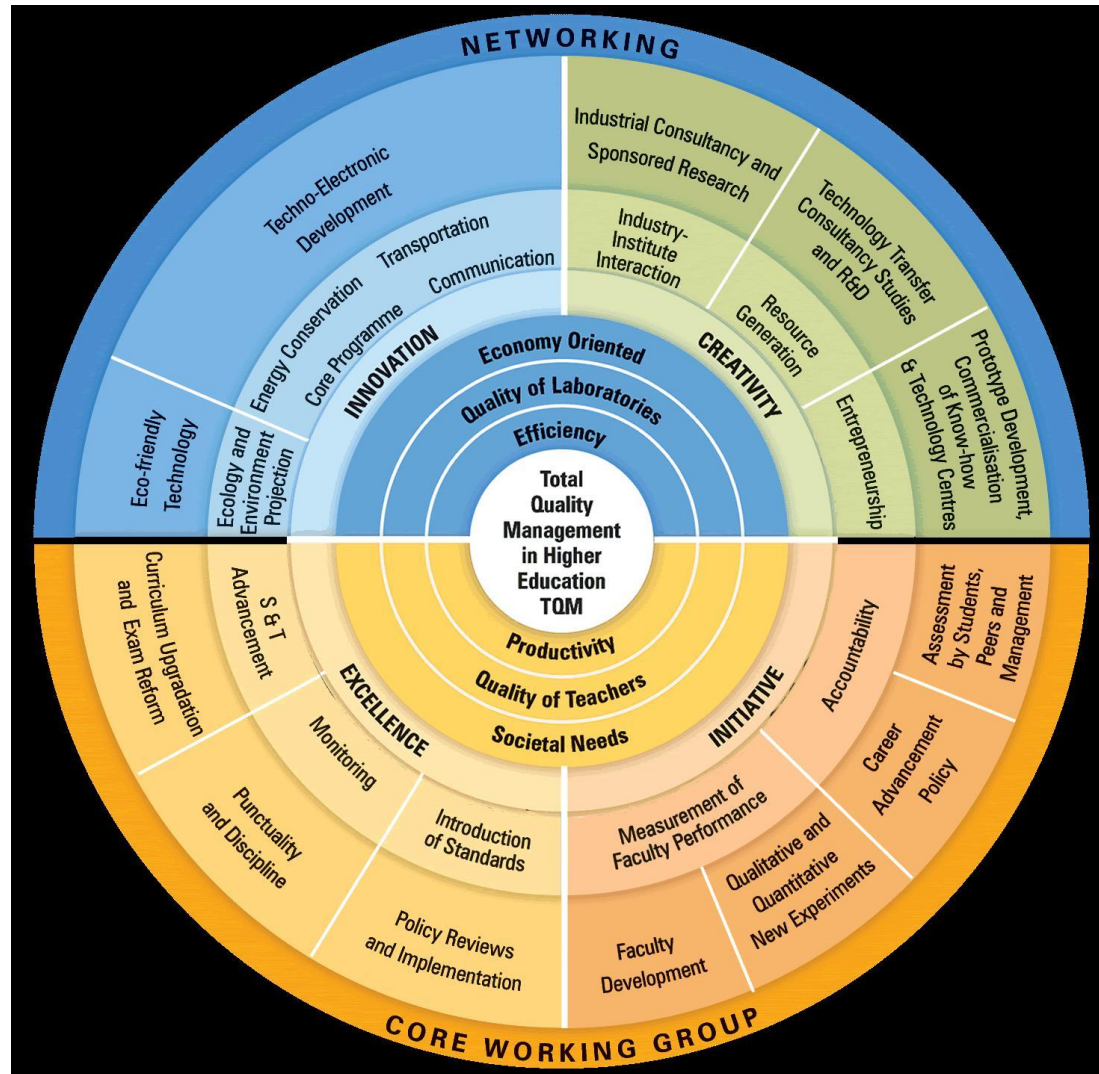 NETWORKING
Techno-Electronic
Development
Eco-friendly
Technology
Transportation
Communication
Energy Conservation
Core Programme
Ecology and
Environment
Projection
INNOVATION
Industrial Consultancy and
Sponsored Research
Technology Transfer
Consultancy Studies
and R&D
Prototype Development,
Commercialisation
of Know-how
& Technology Centres
Industry-
Institute
Interaction
Resource
Generation
Entrepreneurship
CREATIVITY
Economy Oriented
Quality of Laboratories
Efficiency
Total
Quality
Management
in Higher
Education
TQM
Productivity
Quality of Teachers
Societal Needs
EXCELLENCE
S & T
Advancement
Monitoring
Introduction
of Standards
Curriculum Upgradation
and Exam Reform
Punctuality
and Discipline
Policy Reviews
and Implementation
INITIATIVE
Accountability
Measurement of
Faculty Performance
Assessment
by Students,
Peers and
Management
Career
Advancement
Policy
Qualitative and
Quantitative
New Experiments
Faculty
Development
CORE WORKING GROUP